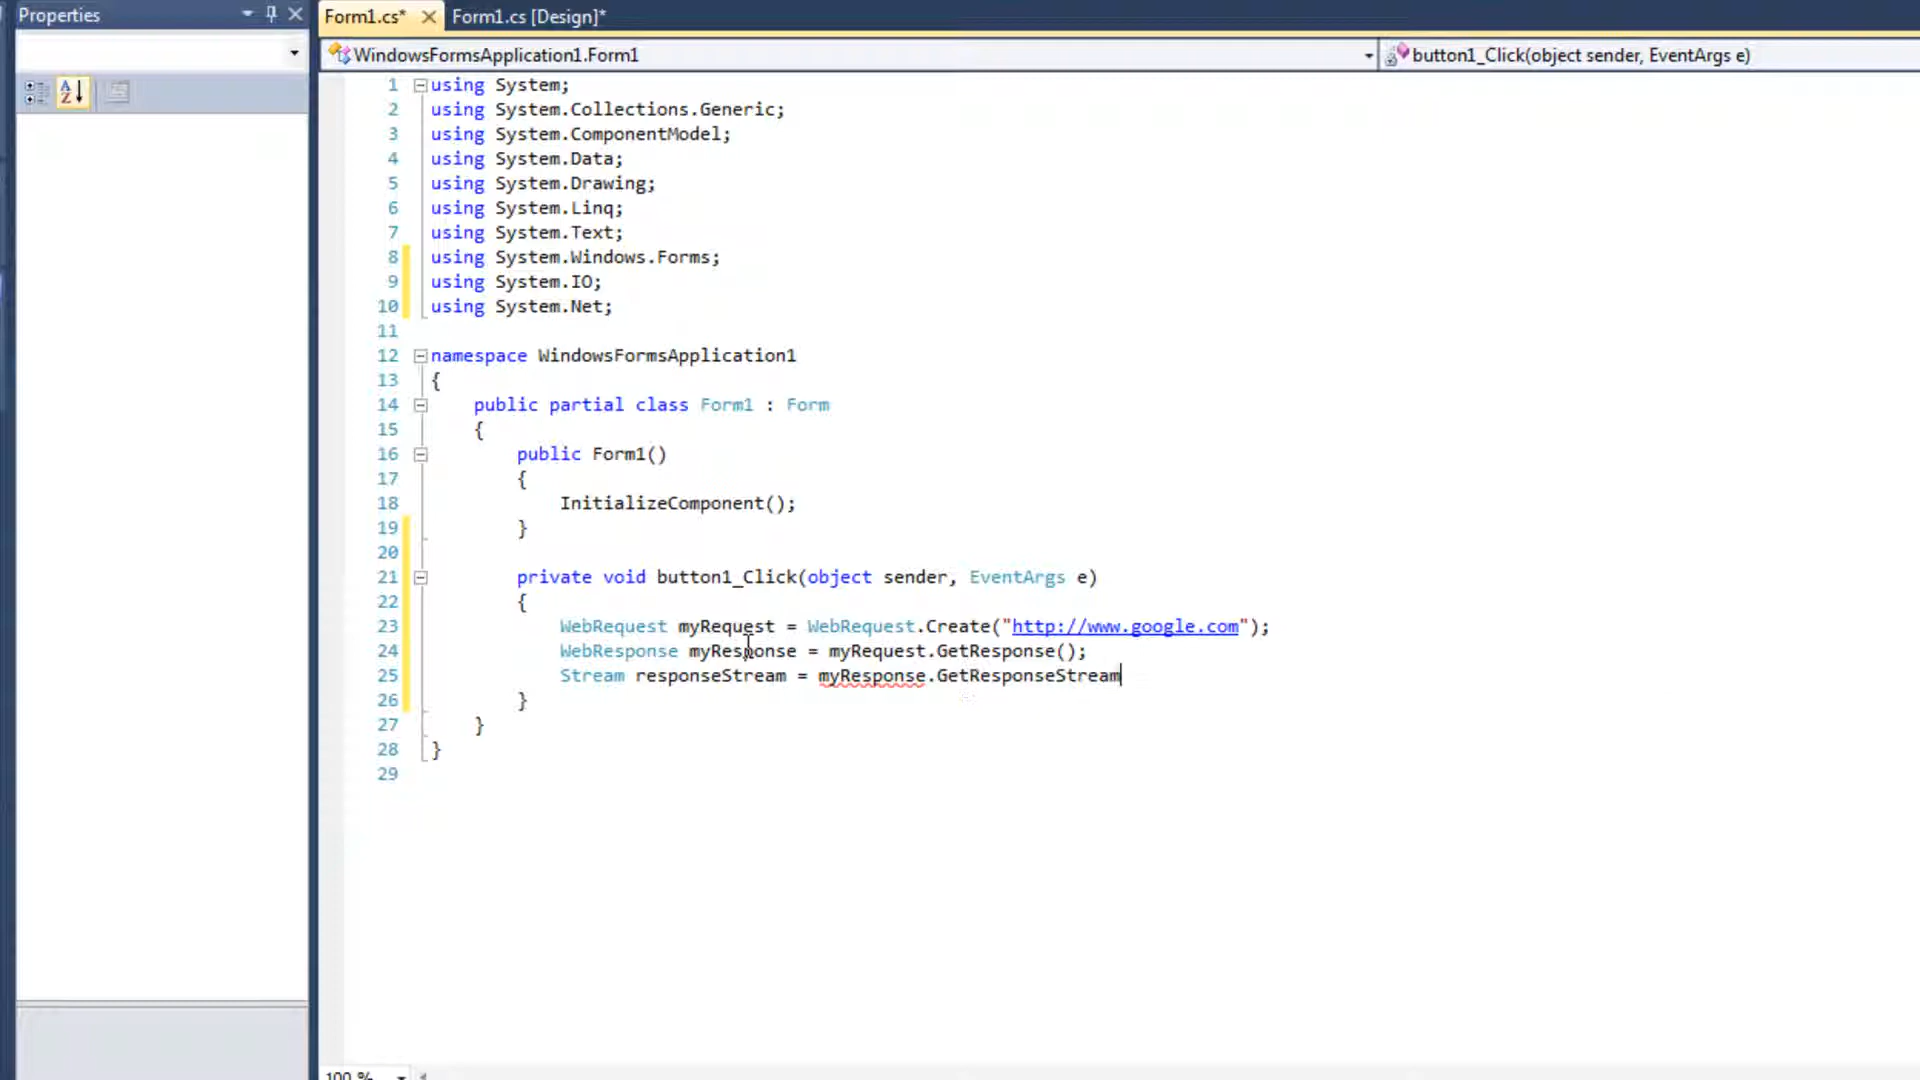 Properties
Form1.cs* Form1.cs [Design]*
WindowsFormsApplication1.Form1 button1_Click(object sender, EventArgs e)
1 using System;
2 using System.Collections.Generic;
3 using System.ComponentModel;
4 using System.Data;
5 using System.Drawing;
6 using System.Linq;
7 using System.Text;
8 using System.Windows.Forms;
9 using System.IO;
10 using System.Net;
11
12 namespace WindowsFormsApplication1
13 {
14 public partial class Form1 : Form
15 {
16 public Form1()
17 {
18 InitializeComponent();
19 }
20
21 private void button1_Click(object sender, EventArgs e)
22 {
23 WebRequest myRequest = WebRequest.Create("http://www.google.com");
24 WebResponse myResponse = myRequest.GetResponse();
25 Stream responseStream = myResponse.GetResponseStream
26 }
27 }
28 }
29
100 %